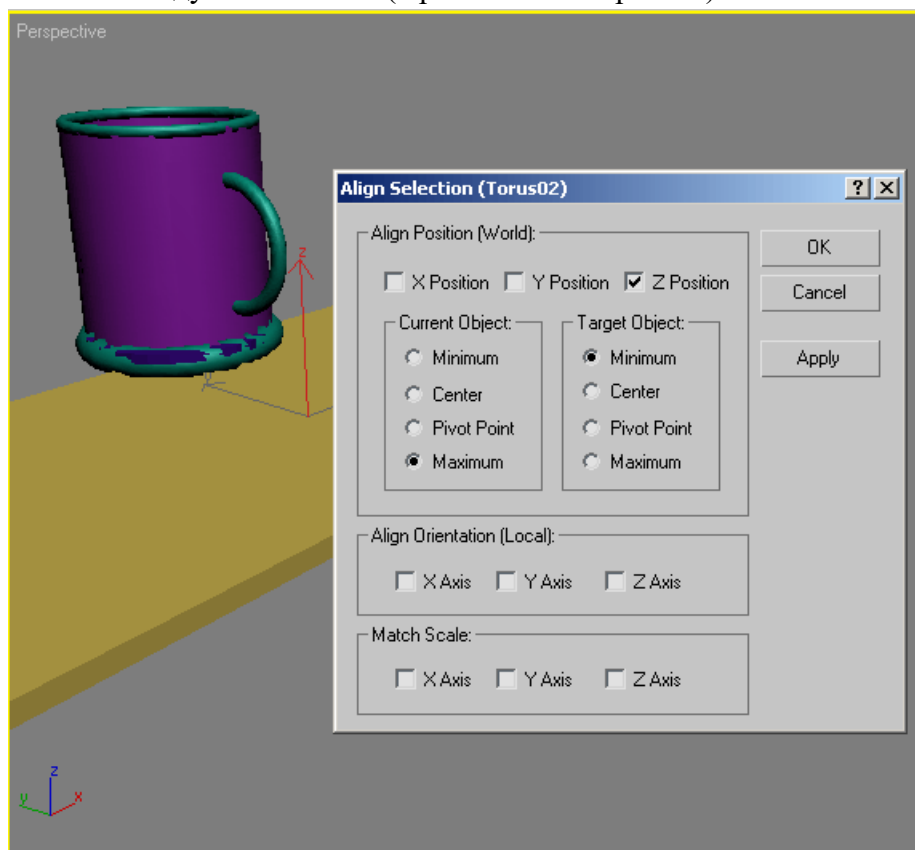 Perspective
Align Selection (Torus02)
Align Position (World):
X Position Y Position Z Position
Current Object:
Minimum
Center
Pivot Point
Maximum
Target Object:
Minimum
Center
Pivot Point
Maximum
Align Orientation (Local):
X Axis Y Axis Z Axis
Match Scale:
X Axis Y Axis Z Axis
OK
Cancel
Apply
z
y
z
y x